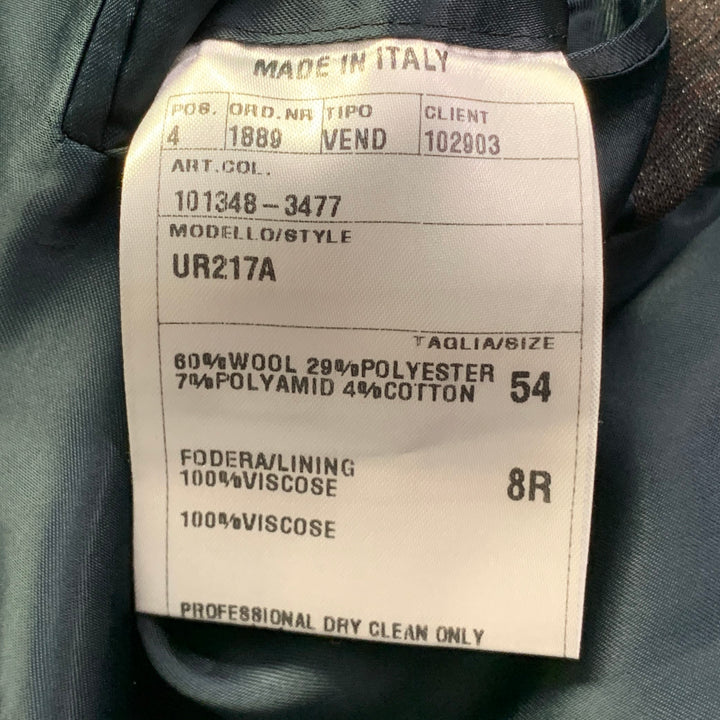 MADE IN ITALY
POS. ORD.NR TIPO CLIENT
4 1889 VEND 102903
ART.COL.
101348-3477
MODELLO/STYLE
UR217A
TAGLIA/SIZE
60%WOOL 29%POLYESTER
7%POLYAMID 4%COTTON 54
FODERA/LINING
100%VISCOSE 8R
100%VISCOSE
PROFESSIONAL DRY CLEAN ONLY